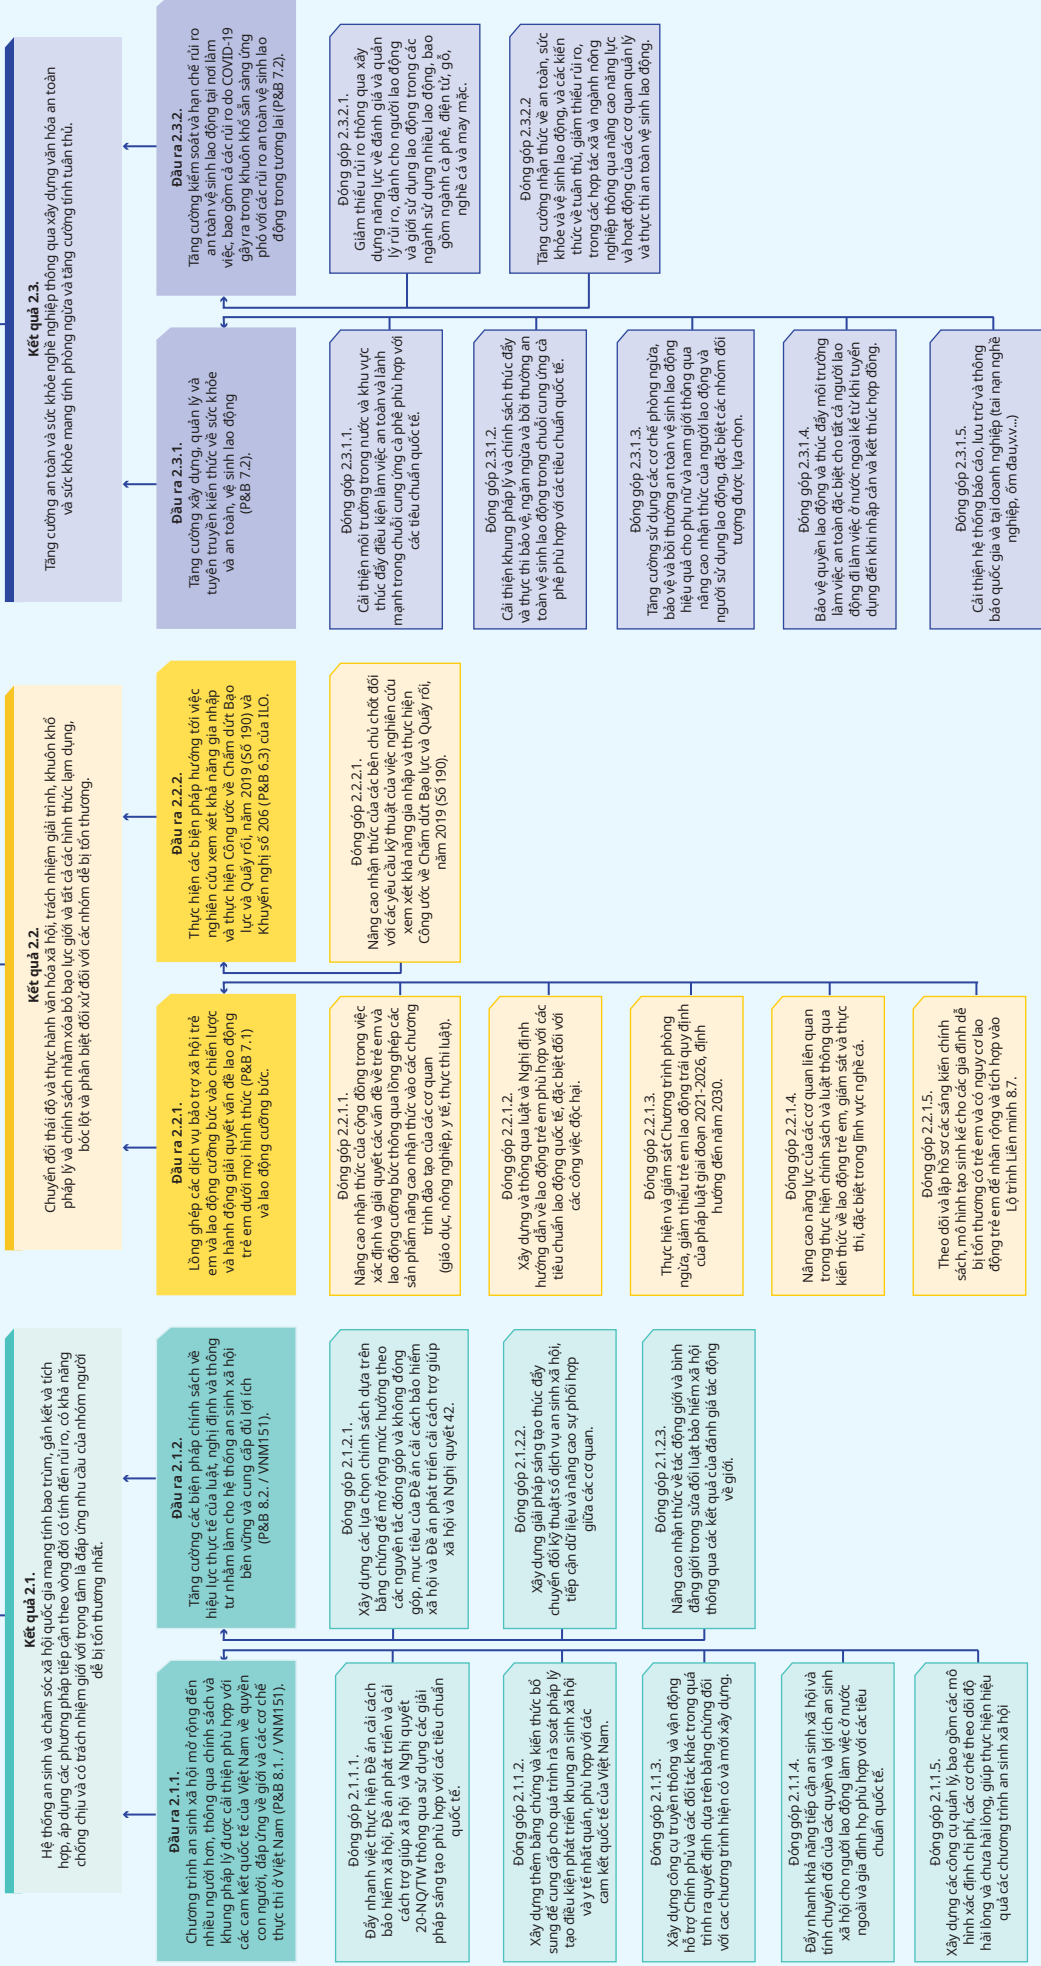 Kết quả 2.1.
Hệ thống an sinh và chăm sóc xã hội quốc gia mang tính bao trùm, gắn kết và tích
hợp, áp dụng các phương pháp tiếp cận theo vòng đời có tính đến rủi ro, có khả năng
chống chịu và có trách nhiệm giới với trọng tâm là đáp ứng nhu cầu của nhóm người
dễ bị tổn thương nhất.
Đầu ra 2.1.1.
Chương trình an sinh xã hội mở rộng đến
nhiều người hơn, thông qua chính sách và
khung pháp lý được cải thiện phù hợp với
các cam kết quốc tế của Việt Nam về quyền
con người, đáp ứng về giới và các cơ chế
thực thi ở Việt Nam (P&B 8.1. / VNM151).
Đóng góp 2.1.1.1.
Đẩy nhanh việc thực hiện Đề án cải cách
bảo hiểm xã hội, Đề án phát triển và cải
cách trợ giúp xã hội và Nghị quyết
20-NQ/TW thông qua sử dụng các giải
pháp sáng tạo phù hợp với các tiêu chuẩn
quốc tế.
Đóng góp 2.1.1.2.
Xây dựng thêm bằng chứng và kiến thức bổ
sung để cung cấp cho quá trình rà soát pháp lý
tạo điều kiện phát triển khung an sinh xã hội
và y tế nhất quán, phù hợp với các
cam kết quốc tế của Việt Nam.
Đóng góp 2.1.1.3.
Xây dựng công cụ truyền thông và vận động
hỗ trợ Chính phủ và các đối tác khác trong quá
trình ra quyết định dựa trên bằng chứng đối
với cac chương trình hiện có và mới xây dựng.
Đóng góp 2.1.1.4.
Đẩy nhanh khả năng tiếp cận an sinh xã hội và
tính chuyển đổi của các quyền và lợi ích an sinh
xã hội cho người lao động làm việc ở nước
ngoài và gia đình họ phù hợp với các tiêu
chuẩn quốc tế.
Đóng góp 2.1.1.5.
Xây dựng các công cụ quản lý, bao gồm các mô
hình xác định chi phí, các cơ chế theo dõi độ
hài lòng và chưa hài lòng, giúp thực hiện hiệu
quả các chương trình an sinh xã hội
Đầu ra 2.1.2.
Tăng cường các biện pháp chính sách về
hiệu lực thực tế của luật, nghị định và thông
tư nhằm làm cho hệ thống an sinh xã hội
bền vững và cung cấp đủ lợi ích
(P&B 8.2. / VNM151).
Đóng góp 2.1.2.1.
Xây dựng các lựa chọn chính sách dựa trên
bằng chứng để mở rộng mức hưởng theo
các nguyên tắc đóng góp và không đóng
góp, mục tiêu của Đề án cải cách bảo hiểm
xã hội và Đề án phát triển cải cách trợ giúp
xã hội và Nghị quyết 42.
Đóng góp 2.1.2.2.
Xây dựng giải pháp sáng tạo thúc đẩy
chuyển đổi kỹ thuật số dịch vụ an sinh xã hội,
tiếp cận dữ liệu và nâng cao sự phối hợp
giữa các cơ quan.
Đóng góp 2.1.2.3.
Nâng cao nhận thức về tác động giới và bình
đẳng giới trong sửa đổi luật bảo hiểm xã hội
thông qua các kết quả của đánh giá tác động
về giới.
Kết quả 2.2.
Chuyển đổi thái độ và thực hành văn hóa xã hội, trách nhiệm giải trình, khuôn khổ
pháp lý và chính sách nhằm xóa bỏ bạo lực giới và tất cả các hình thức lạm dụng,
bóc lột và phân biệt đối xử đối với các nhóm dễ bị tổn thương.
Đầu ra 2.2.1.
Lồng ghép các dịch vụ bảo trợ xã hội trẻ
em và lao động cưỡng bức vào chiến lược
và hành động giải quyết vấn đề lao động
trẻ em dưới mọi hình thức (P&B 7.1)
và lao động cưỡng bức.
Đóng góp 2.2.1.1.
Nâng cao nhận thức của cộng đồng trong việc
xác định và giải quyết các vấn đề về trẻ em và
lao động cưỡng bức thông qua lồng ghép các
sản phẩm nâng cao nhận thức vào các chương
trình đào tạo của các cơ quan
(giáo dục, nông nghiệp, y tế, thực thi luật).
Đóng góp 2.2.1.2.
Xây dựng và thông qua luật và Nghị định
hướng dẫn về lao động trẻ em phù hợp với các
tiêu chuẩn lao động quốc tế, đặc biệt đối với
các công việc độc hại.
Đóng góp 2.2.1.3.
Thực hiện và giám sát Chương trình phòng
ngừa, giảm thiểu trẻ em lao động trái quy định
của pháp luật giai đoạn 2021-2026, định
hướng đến năm 2030.
Đóng góp 2.2.1.4.
Nâng cao năng lực của các cơ quan liên quan
trong thực hiện chính sách và luật thông qua
kiến thức về lao động trẻ em, giám sát và thực
thi, đặc biệt trong lĩnh vực nghề cá.
Đóng góp 2.2.1.5.
Theo dõi và lập hồ sơ các sáng kiến chính
sách, mô hình tạo sinh kế cho các gia đình dễ
bị tổn thương có trẻ em và có nguy cơ lao
động trẻ em để nhân rộng và tích hợp vào
Lộ trình Liên minh 8.7.
Đầu ra 2.2.2.
Thực hiện các biện pháp hướng tới việc
nghiên cứu xem xét khả năng gia nhập
và thực hiện Công ước về Chấm dứt Bạo
lực và Quấy rối, năm 2019 (Số 190) và
Khuyến nghị số 206 (P&B 6.3) của ILO.
Đóng góp 2.2.2.1.
Nâng cao nhận thức của các bên chủ chốt đối
với các yêu cầu kỹ thuật của việc nghiên cứu
xem xét khả năng gia nhập và thực hiện
Công ước về Chấm dứt Bạo lực và Quấy rối,
năm 2019 (Số 190).
Kết quả 2.3.
Tăng cường an toàn và sức khỏe nghề nghiệp thông qua xây dựng văn hóa an toàn
và sức khỏe mang tính phòng ngừa và tăng cường tính tuân thủ.
Đầu ra 2.3.1.
Tăng cường xây dựng, quản lý và
tuyên truyền kiến thức về sức khỏe
và an toàn, vệ sinh lao động
(P&B 7.2).
Đóng góp 2.3.1.1.
Cải thiện môi trường trong nước và khu vực
thúc đẩy điều kiện làm việc an toàn và lành
mạnh trong chuỗi cung ứng cà phê phù hợp với
các tiêu chuẩn quốc tế.
Đóng góp 2.3.1.2.
Cải thiện khung pháp lý và chính sách thúc đẩy
và thực thi bảo vệ, ngăn ngừa và bồi thường an
toàn vệ sinh lao động trong chuỗi cung ứng cà
phê phù hợp với các tiêu chuẩn quốc tế.
Đóng góp 2.3.1.3.
Tăng cường sử dụng các cơ chế phòng ngừa,
bảo vệ và bồi thường an toàn vệ sinh lao động
hiệu quả cho phụ nữ và nam giới thông qua
nâng cao nhận thức của người lao động và
người sử dụng lao động, đặc biệt các nhóm đối
tượng được lựa chọn.
Đóng góp 2.3.1.4.
Bảo vệ quyền lao động và thúc đẩy môi trường
làm việc an toàn đặc biệt cho tất cả người lao
động đi làm việc ở nước ngoài kể từ khi tuyển
dụng đến khi nhập cản và kết thúc hợp đồng.
Đóng góp 2.3.1.5.
Cải thiện hệ thống báo cáo, lưu trữ và thông
báo quốc gia và tại doanh nghiệp (tai nạn nghề
nghiệp, ốm đau,v.v...)
Đầu ra 2.3.2.
Tăng cường kiểm soát và hạn chế rủi ro
an toàn vệ sinh lao động tại nơi làm
việc, bao gồm cả các rủi ro do COVID-19
gây ra trong khuôn khổ sẵn sàng ứng
phó với các rủi ro an toàn vệ sinh lao
động trong tương lai (P&B 7.2).
Đóng góp 2.3.2.1.
Giảm thiểu rủi ro thông qua xây
dựng năng lực về đánh giá và quản
lý rủi ro, dành cho người lao động
và giới sử dụng lao động trong các
ngành sử dụng nhiều lao động, bao
gồm ngành cà phê, điện tử, gỗ,
nghề cá và may mặc.
Đóng góp 2.3.2.2
Tăng cường nhận thức về an toàn, sức
khỏe và vệ sinh lao động, và các kiến
thức về tuân thủ, giảm thiểu rủi ro,
trong các hợp tác xã và ngành nông
nghiệp thông qua nâng cao năng lực
và hoạt động của các cơ quan quản lý
và thực thi an toàn vệ sinh lao động.